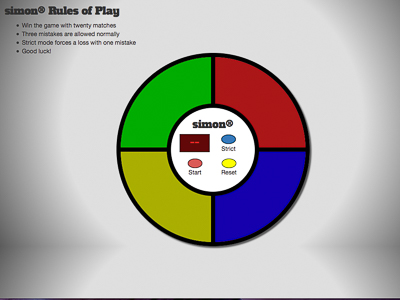 simon® Rules of Play
Win the game with twenty matches
Three mistakes are allowed normally
Strict mode forces a loss with one mistake
Good luck!
simon®
Strict
Start
Reset